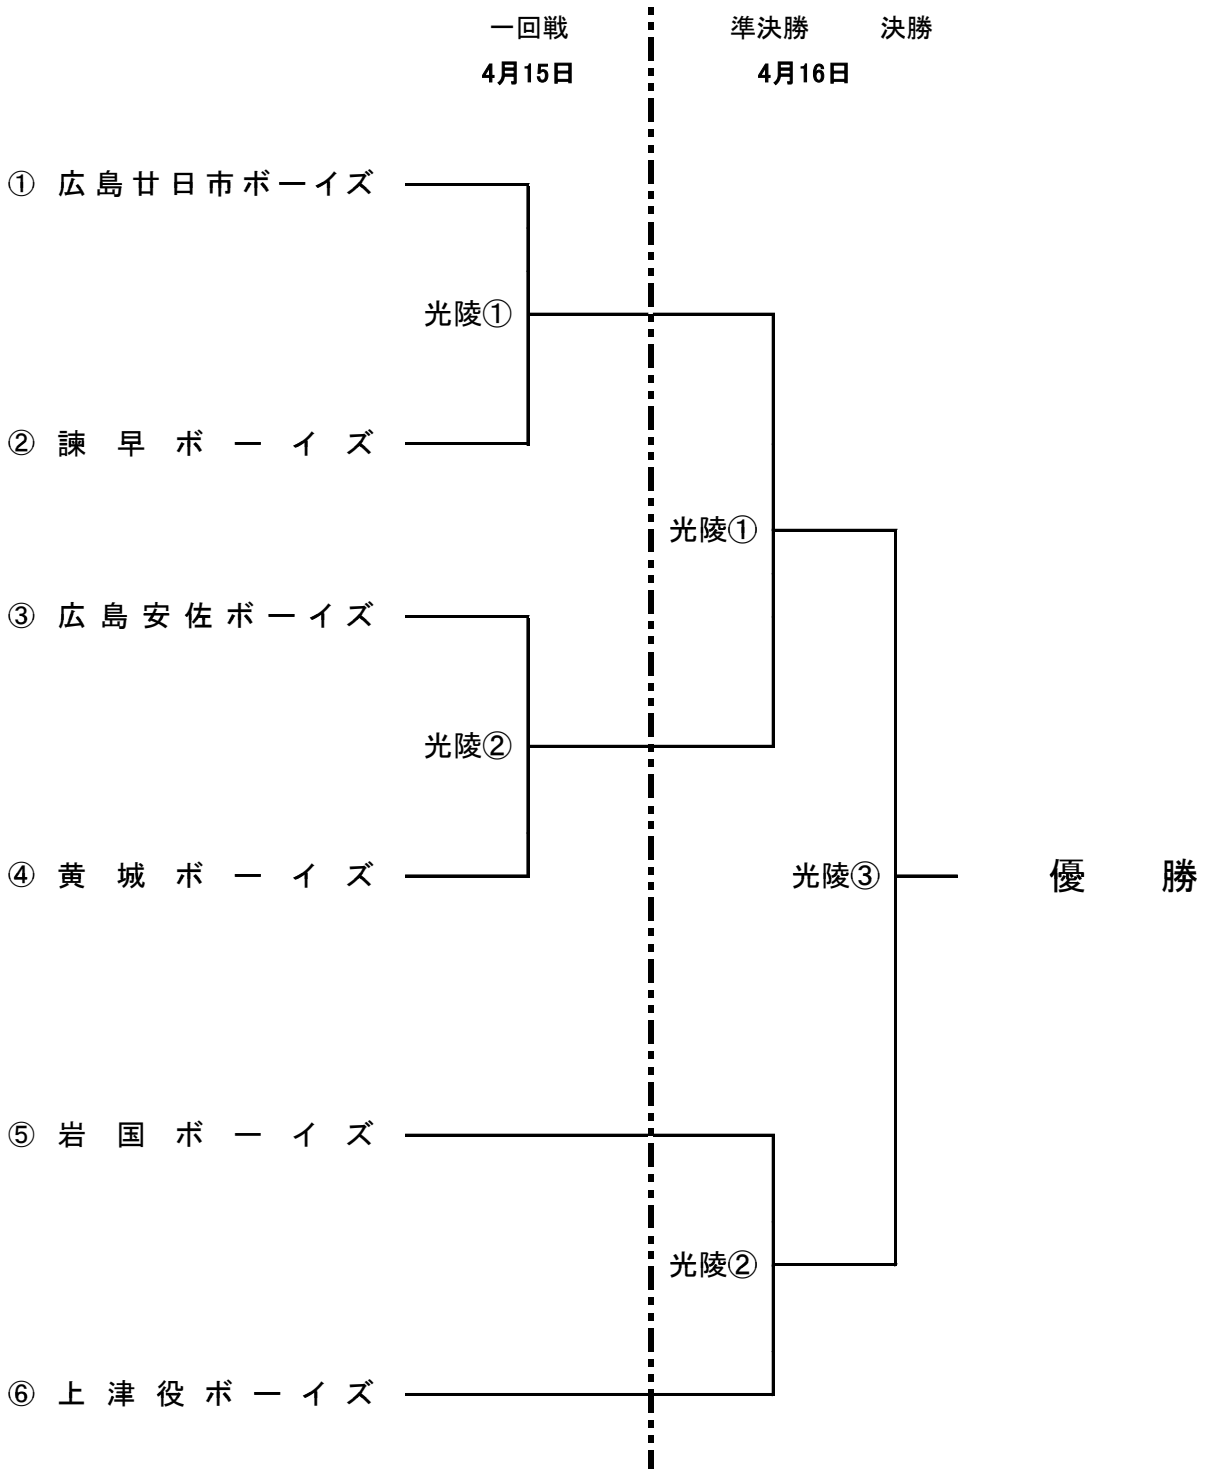 一回戦 準決勝 決勝
4月15日 4月16日
① 広島廿日市ボーイズ
光陵①
② 諫早ボーイズ
光陵①
③ 広島安佐ボーイズ
光陵②
④ 黄城ボーイズ
光陵③
優勝
⑤ 岩国ボーイズ
光陵②
⑥ 上津役ボーイズ